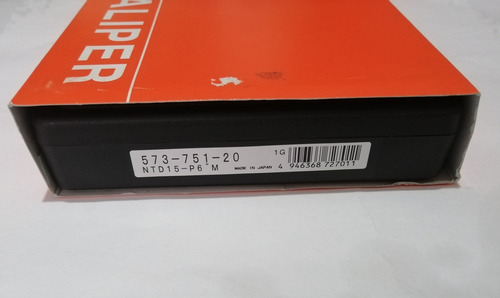 ALIPER
573-751-20
1G
NTD15-P6"M
MADE IN JAPAN
4 946368 727011